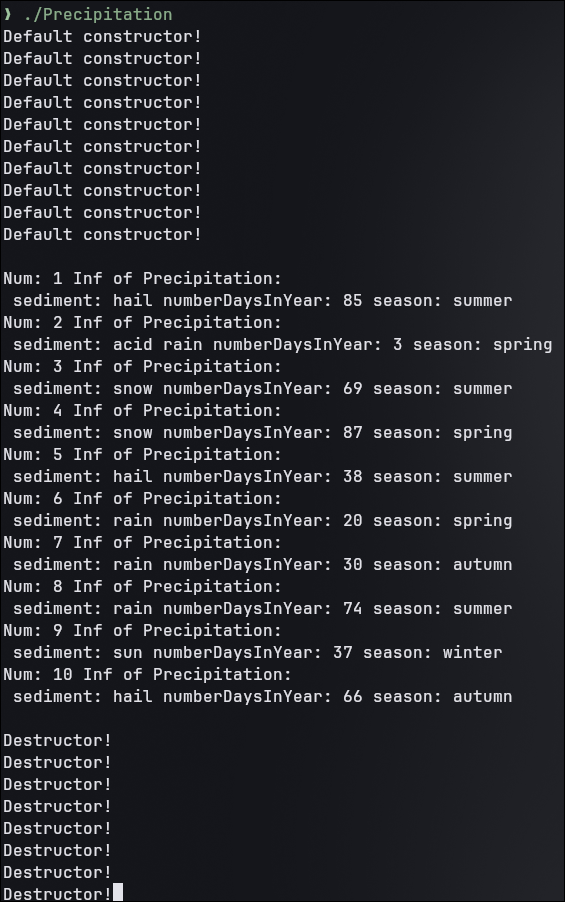 ❱ ./Precipitation
Default constructor!
Default constructor!
Default constructor!
Default constructor!
Default constructor!
Default constructor!
Default constructor!
Default constructor!
Default constructor!
Default constructor!

Num: 1 Inf of Precipitation:
 sediment: hail numberDaysInYear: 85 season: summer
Num: 2 Inf of Precipitation:
 sediment: acid rain numberDaysInYear: 3 season: spring
Num: 3 Inf of Precipitation:
 sediment: snow numberDaysInYear: 69 season: summer
Num: 4 Inf of Precipitation:
 sediment: snow numberDaysInYear: 87 season: spring
Num: 5 Inf of Precipitation:
 sediment: hail numberDaysInYear: 38 season: summer
Num: 6 Inf of Precipitation:
 sediment: rain numberDaysInYear: 20 season: spring
Num: 7 Inf of Precipitation:
 sediment: rain numberDaysInYear: 30 season: autumn
Num: 8 Inf of Precipitation:
 sediment: rain numberDaysInYear: 74 season: summer
Num: 9 Inf of Precipitation:
 sediment: sun numberDaysInYear: 37 season: winter
Num: 10 Inf of Precipitation:
 sediment: hail numberDaysInYear: 66 season: autumn

Destructor!
Destructor!
Destructor!
Destructor!
Destructor!
Destructor!
Destructor!
Destructor!